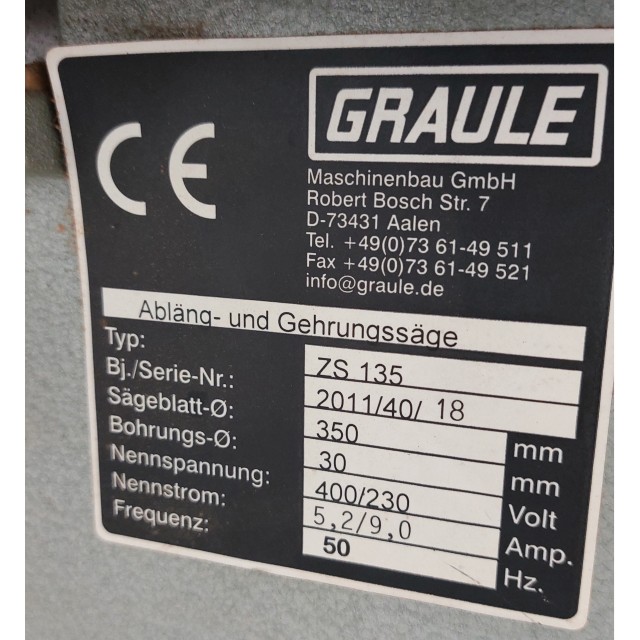 CE
GRAULE
Maschinenbau GmbH
Robert Bosch Str. 7
D-73431 Aalen
Tel. +49(0)73 61-49 511
Fax +49(0)73 61-49 521
info@graule.de
Abläng- und Gehrungssäge
Typ: ZS 135
Bj./Serie-Nr.: 2011/40/ 18
Sägeblatt-Ø: 350 mm
Bohrungs-Ø: 30 mm
Nennspannung: 400/230 Volt
Nennstrom: 5,2/9,0 Amp.
Frequenz: 50 Hz.